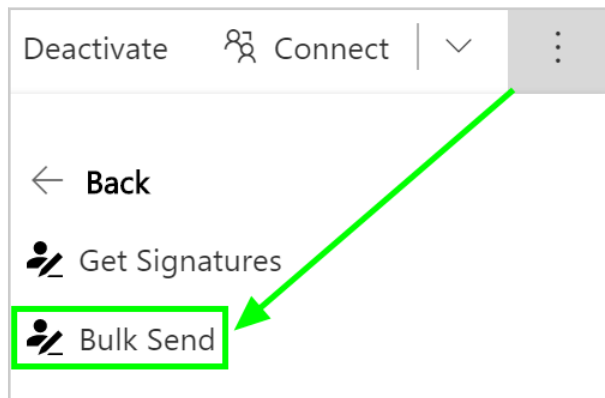 Deactivate Connect
Back
Get Signatures
Bulk Send